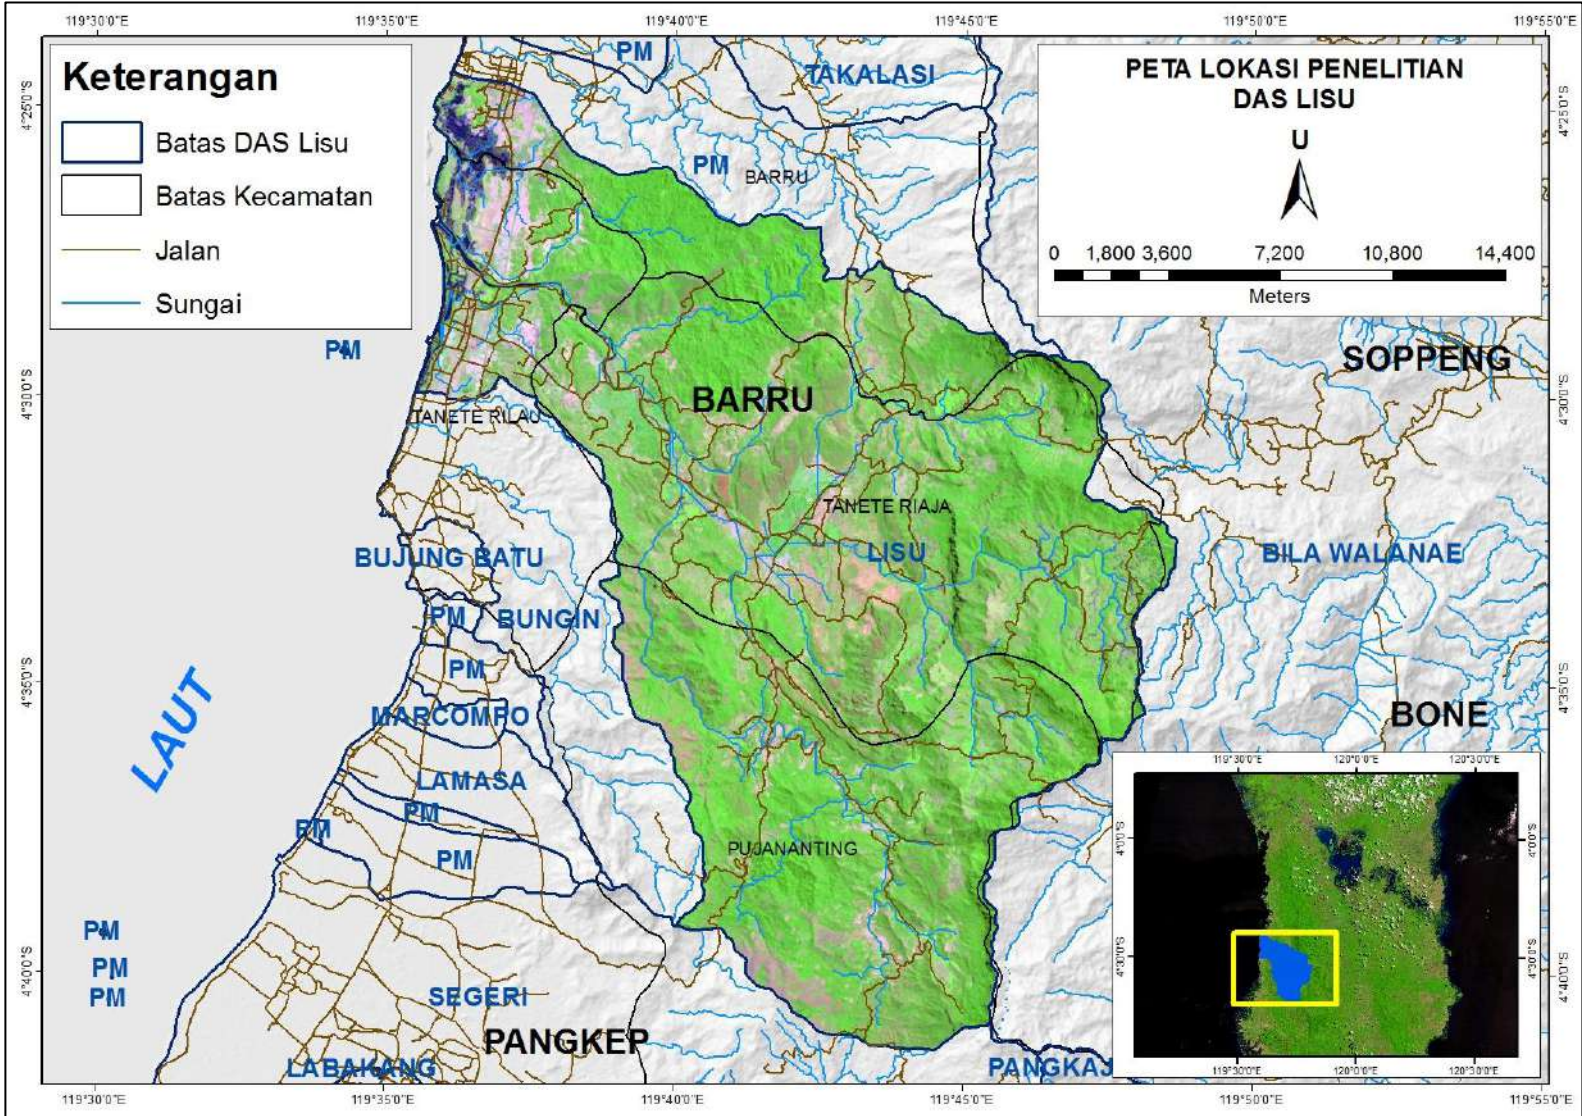 119°30'0"E 119°35'0"E 119°40'0"E 119°45'0"E 119°50'0"E 119°55'0"E
Keterangan
Batas DAS Lisu
Batas Kecamatan
Jalan
Sungai
PETA LOKASI PENELITIAN
DAS LISU
U
0 1,800 3,600 7,200 10,800 14,400
Meters
PM
TAKALASI
4°25'0"S
4°25'0"S
PM
BARRU
PM
SOPPENG
4°30'0"S
4°30'0"S
BARRU
TANETE RILAU
TANETE RIAJA
BUJUNG BATU
LISU
BILA WALANAE
PM
BUNGIN
PM
4°35'0"S
4°35'0"S
LAUT
MARCOMPO
BONE
LAMASA
PM
PM
PM
PUJANANTING
PM
PM
PM
4°40'0"S
4°40'0"S
SEGERI
PANGKEP
LABAKANG
PANGKAJ
119°30'0"E 120°0'0"E 120°30'0"E
4°0'0"S
4°0'0"S
4°30'0"S
4°30'0"S
119°30'0"E 120°0'0"E 120°30'0"E
119°30'0"E 119°35'0"E 119°40'0"E 119°45'0"E 119°50'0"E 119°55'0"E